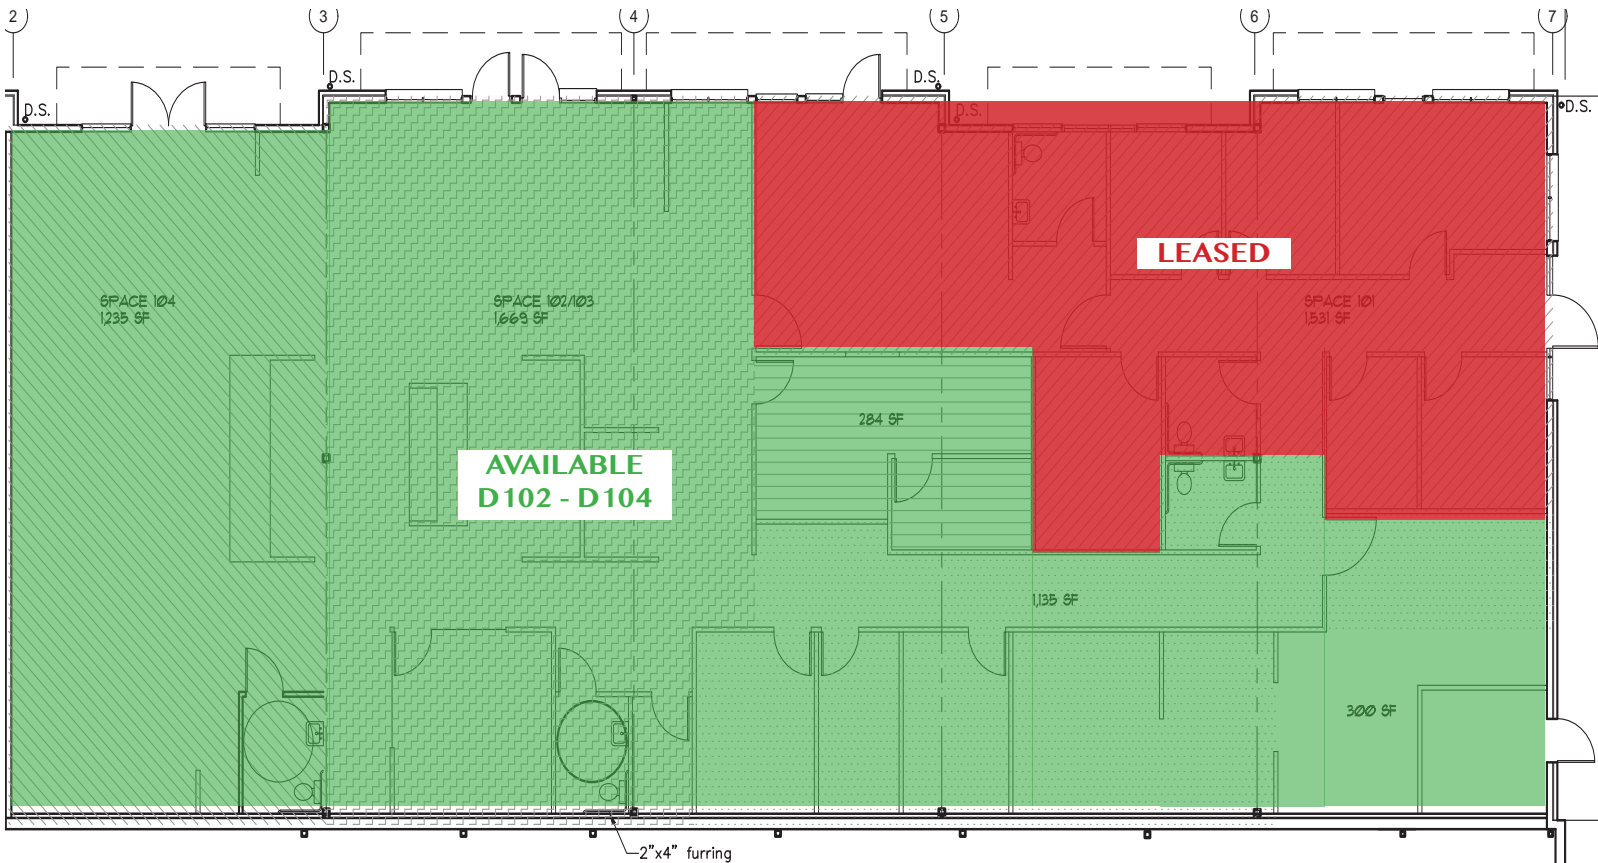 2 3 4 5 6 7
D.S. D.S.
D.S. D.S. D.S.
LEASED
SPACE 104
1,235 SF
SPACE 102/103
1,669 SF
SPACE 101
1,531 SF
284 SF
AVAILABLE
D102 - D104
1,135 SF
300 SF
2"x4" furring